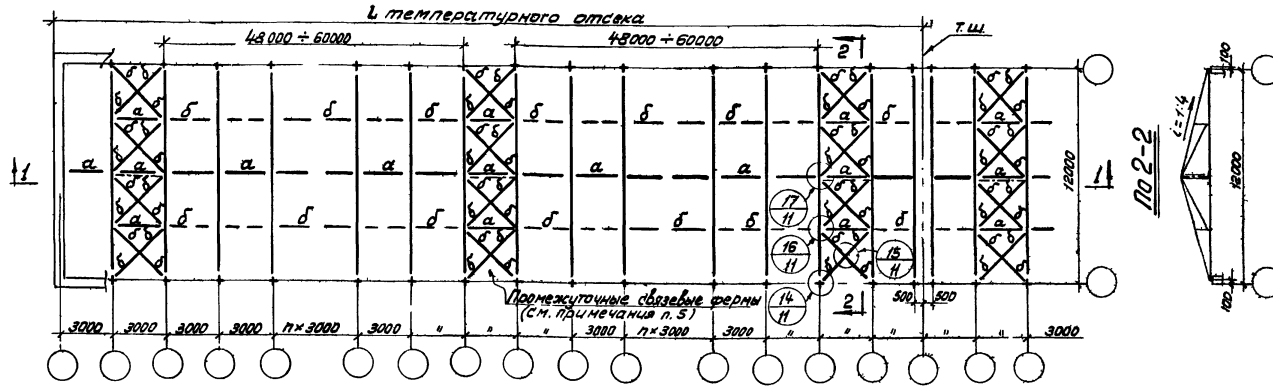 L температурного отсека
48000 ÷ 60000
48000 ÷ 60000
2
т.ш.
б б б б б б б б б б б б
б б б б
а б б б б б б б а б
а а а а а а а а а
1
1
12000
а б б б а б б б а б
17
11
16
11
15
11
14
11
2
500 500
Промежуточные связевые фермы
(см. примечания п. 5)
3000 3000 3000 3000 п×3000 3000 " " " 3000 п×3000 3000 " " " " " 3000
По 2-2
i = 1:4
100
12000
100